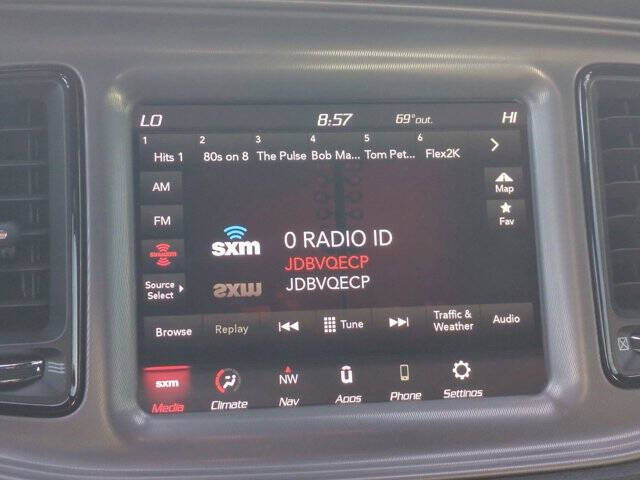 LO 8:57 69°out. HI
1 2 3 4 5 6
Hits 1 80s on 8 The Pulse Bob Ma... Tom Pet... Flex2K
AM
Map
FM
Fav
sxm 0 RADIO ID
siriusxm JDBVQECP
Source Select sxm JDBVQECP
Browse Replay Tune Traffic & Weather Audio
sxm NW
Media Climate Nav Apps Phone Settings